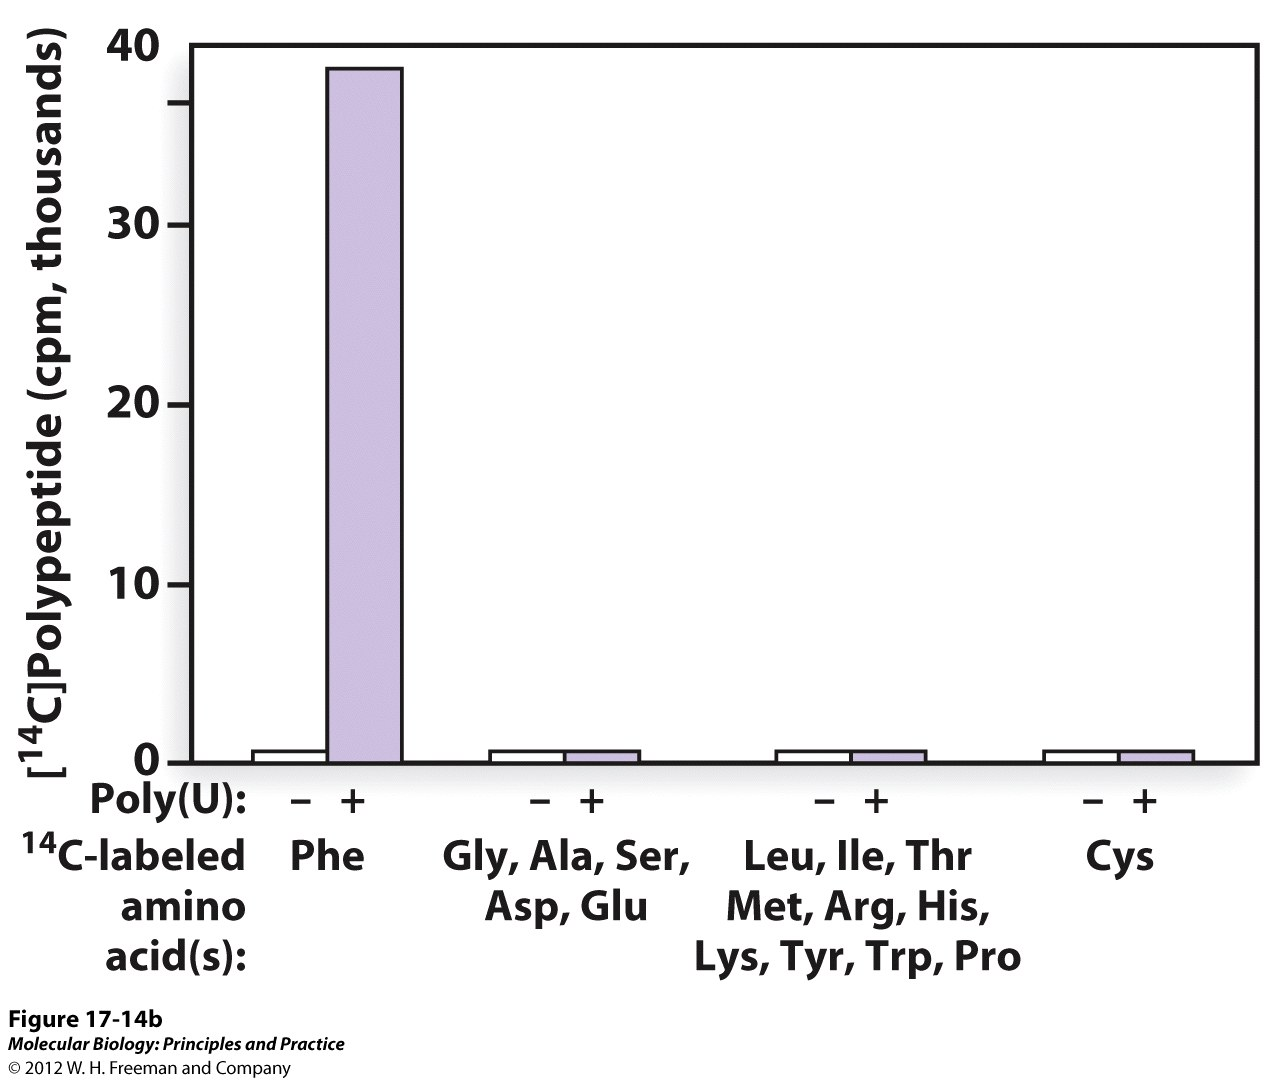 [14C]Polypeptide (cpm, thousands)
40
30
20
10
0
Poly(U): – + – + – + – +
14C-labeled Phe Gly, Ala, Ser, Leu, Ile, Thr Cys
amino Asp, Glu Met, Arg, His,
acid(s): Lys, Tyr, Trp, Pro
Figure 17-14b
Molecular Biology: Principles and Practice
© 2012 W. H. Freeman and Company